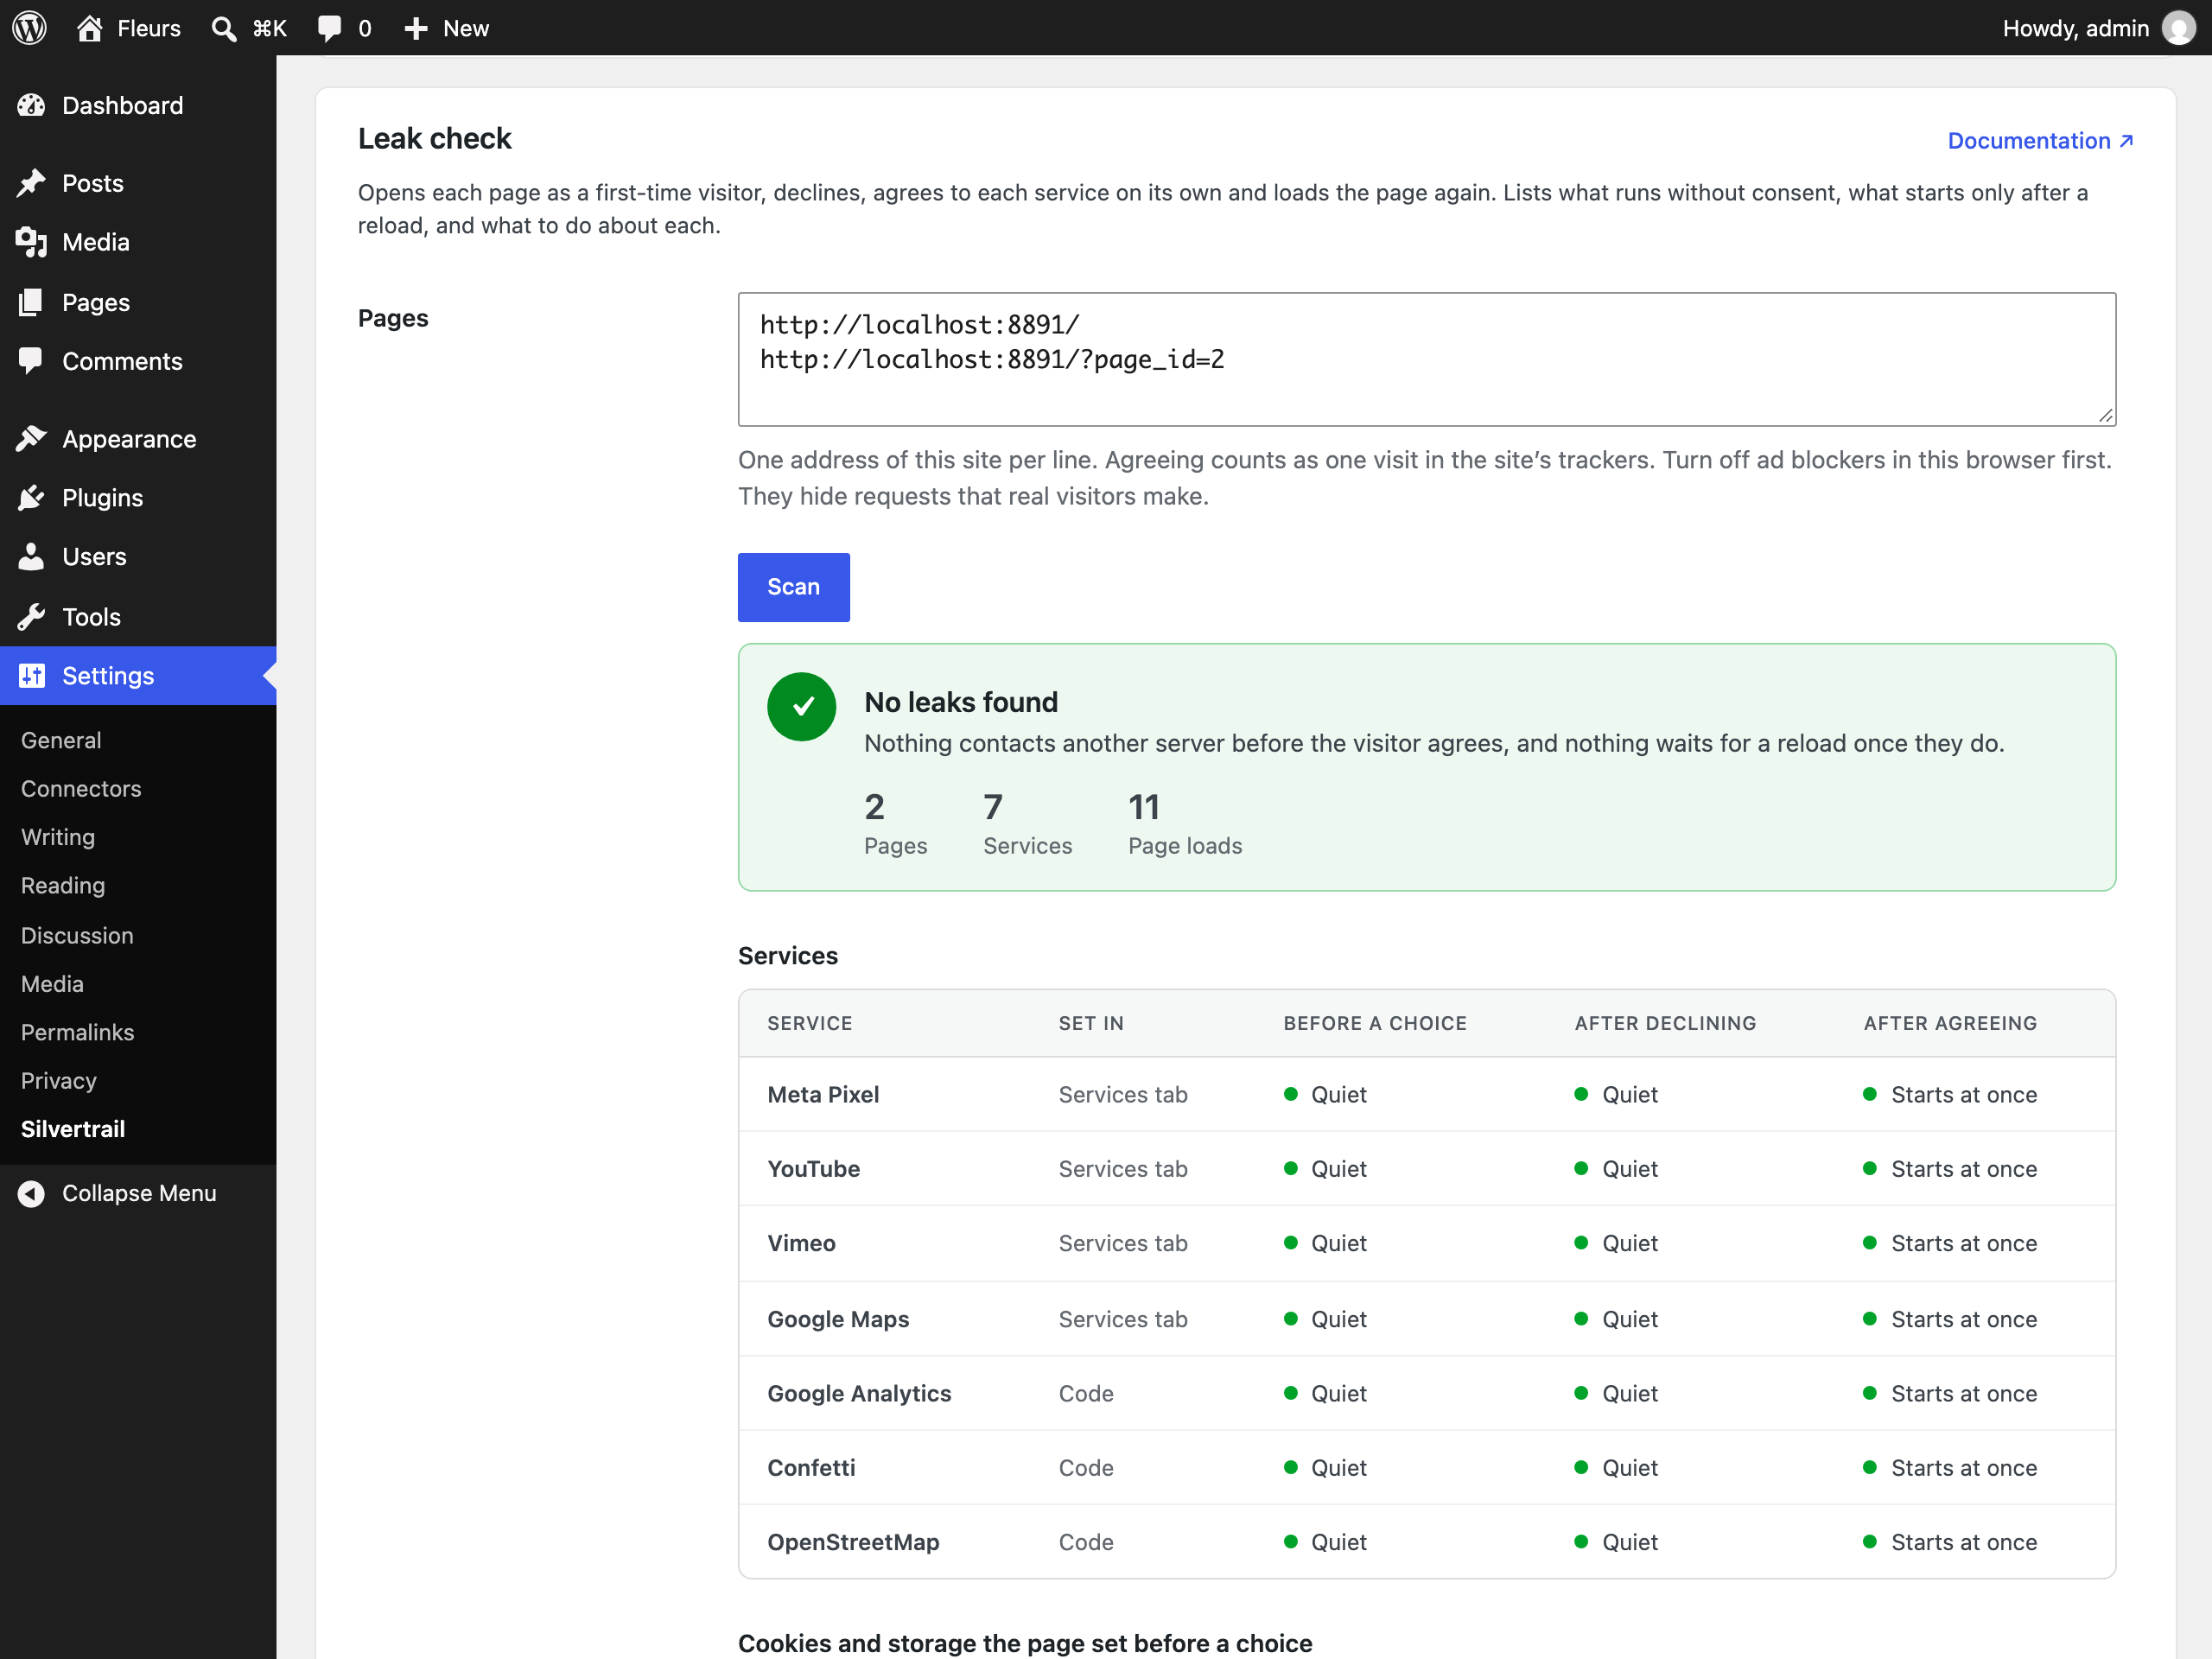 Fleurs ⌘K 0 New Howdy, admin
Dashboard
Posts
Media
Pages
Comments
Appearance
Plugins
Users
Tools
Settings
General
Connectors
Writing
Reading
Discussion
Media
Permalinks
Privacy
Silvertrail
Collapse Menu
Leak check
Documentation ↗
Opens each page as a first-time visitor, declines, agrees to each service on its own and loads the page again. Lists what runs without consent, what starts only after a
reload, and what to do about each.
Pages
http://localhost:8891/
http://localhost:8891/?page_id=2
One address of this site per line. Agreeing counts as one visit in the site’s trackers. Turn off ad blockers in this browser first.
They hide requests that real visitors make.
Scan
No leaks found
Nothing contacts another server before the visitor agrees, and nothing waits for a reload once they do.
2 7 11
Pages Services Page loads
Services
SERVICE SET IN BEFORE A CHOICE AFTER DECLINING AFTER AGREEING
Meta Pixel Services tab Quiet Quiet Starts at once
YouTube Services tab Quiet Quiet Starts at once
Vimeo Services tab Quiet Quiet Starts at once
Google Maps Services tab Quiet Quiet Starts at once
Google Analytics Code Quiet Quiet Starts at once
Confetti Code Quiet Quiet Starts at once
OpenStreetMap Code Quiet Quiet Starts at once
Cookies and storage the page set before a choice